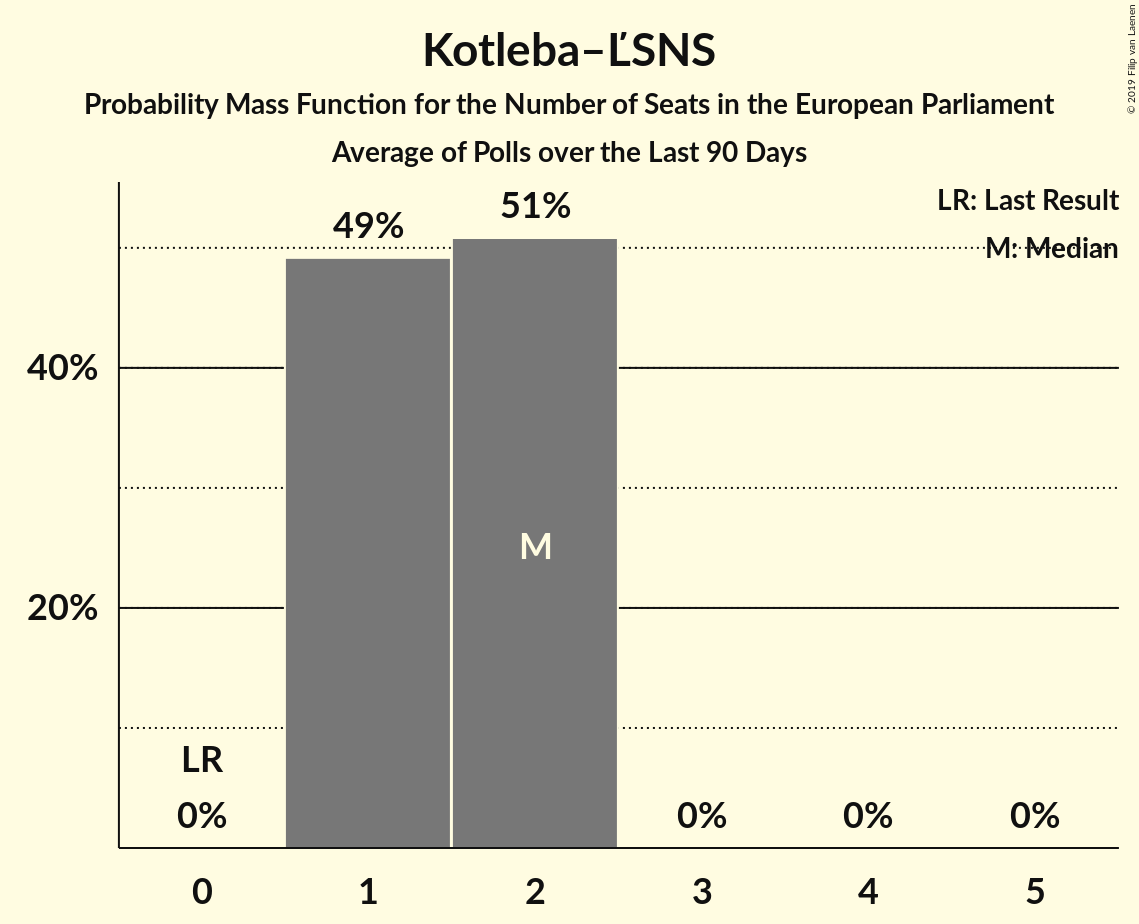 Kotleba–ĽSNS
Probability Mass Function for the Number of Seats in the European Parliament
Average of Polls over the Last 90 Days
© 2019 Filip van Laenen
LR: Last Result
M: Median
49%
51%
40%
20%
M
LR
0%
0%
0%
0%
0
1
2
3
4
5